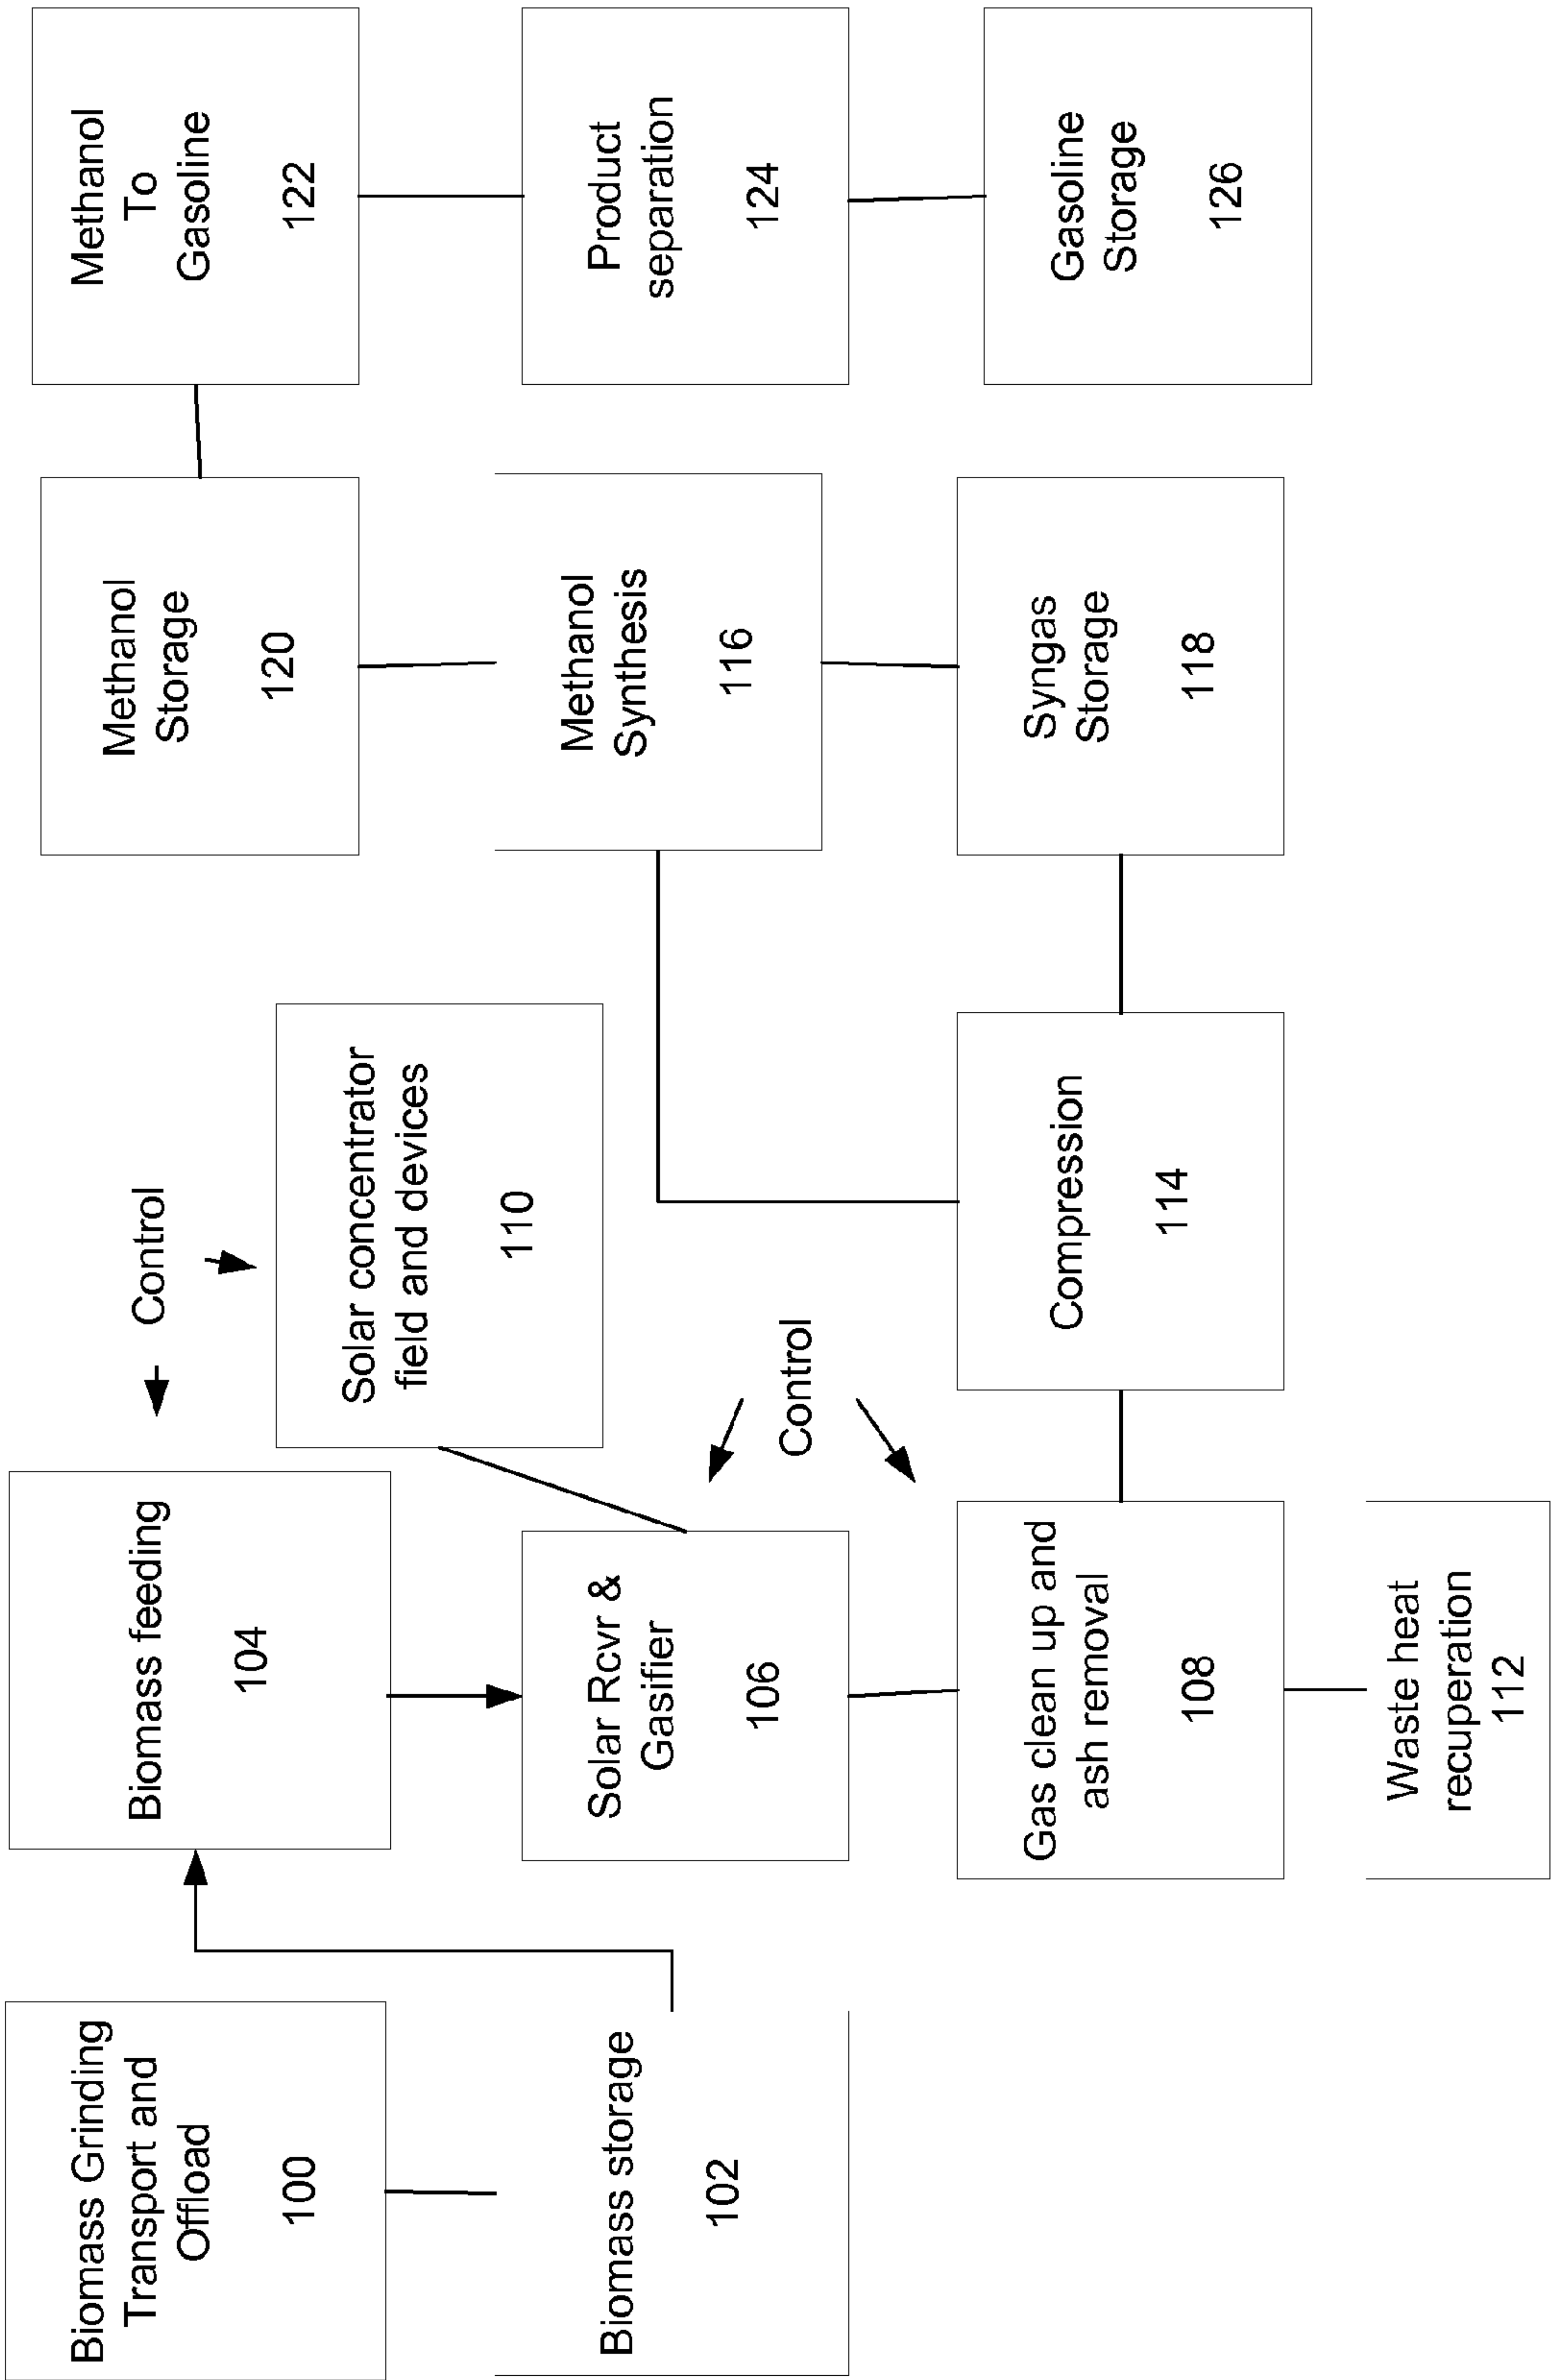 Biomass Grinding
Transport and
Offload
100
Biomass storage
102
Biomass feeding
104
Solar Rcvr &
Gasifier
106
Gas clean up and
ash removal
108
Waste heat
recuperation
112
Control
Solar concentrator
field and devices
110
Control
Compression
114
Methanol
Storage
120
Methanol
Synthesis
116
Syngas
Storage
118
Methanol
To
Gasoline
122
Product
separation
124
Gasoline
Storage
126